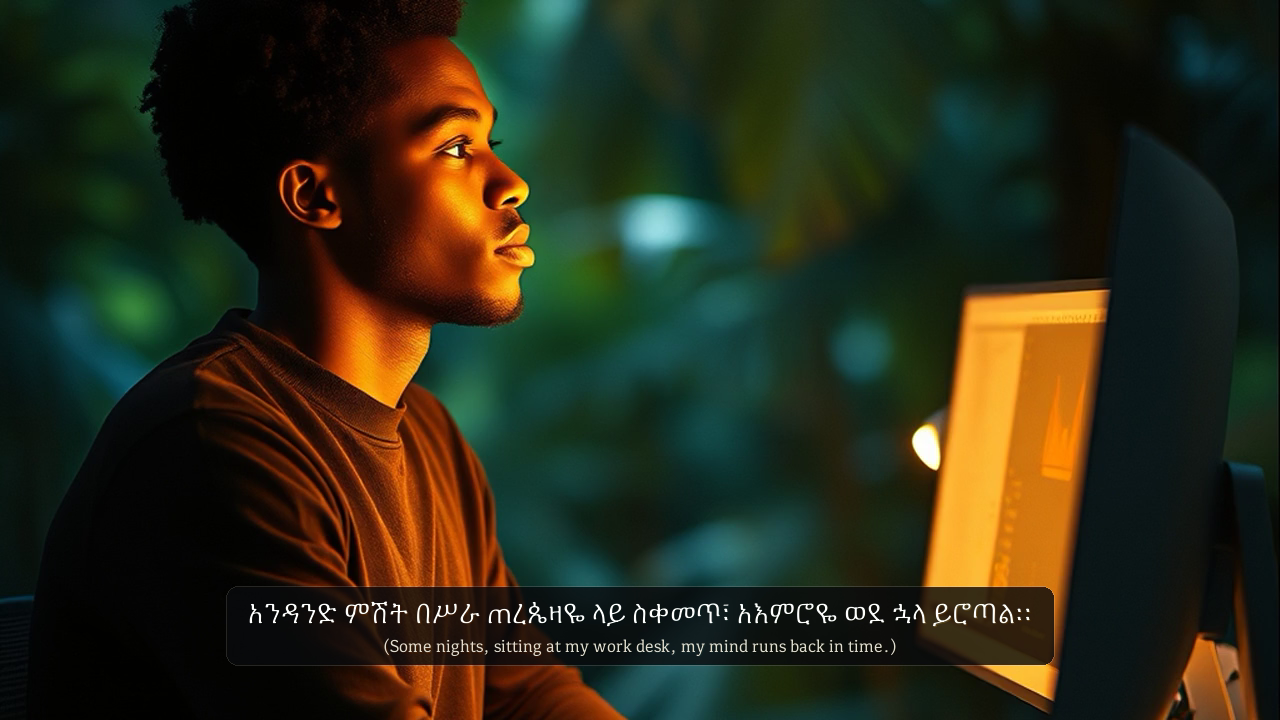 አንዳንድ ምሽት በሥራ ጠረጴዛዬ ላይ ስቀመጥ፣ አእምሮዬ ወደ ኋላ ይሮጣል።
(Some nights, sitting at my work desk, my mind runs back in time.)